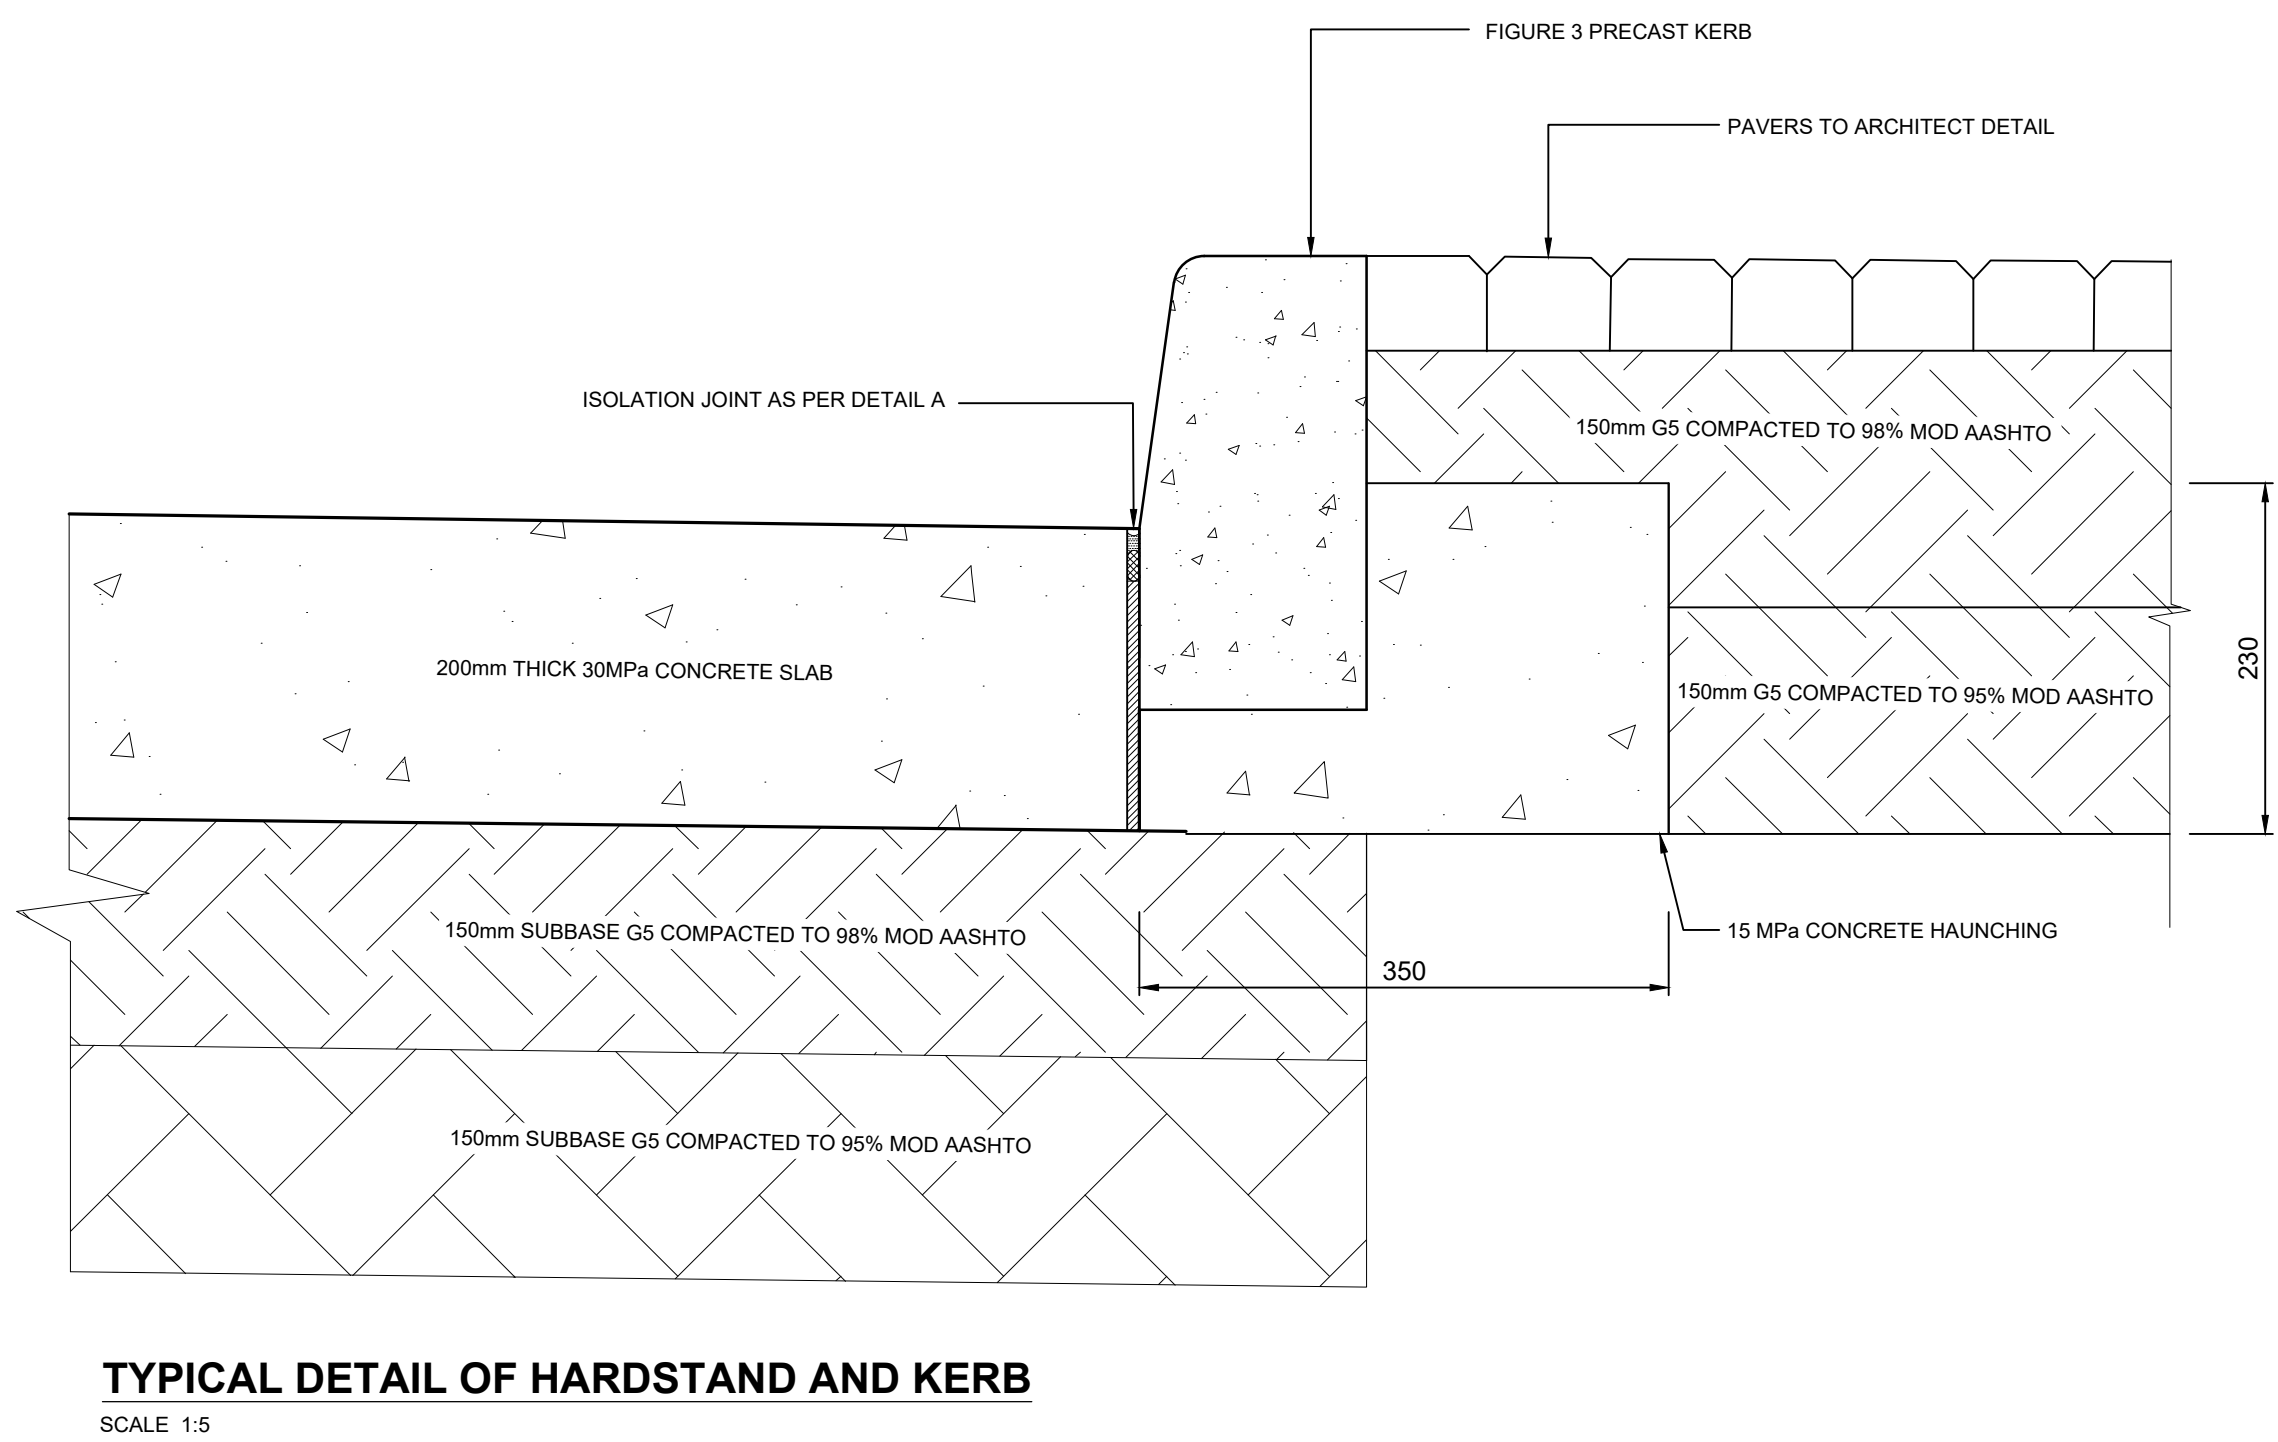 FIGURE 3 PRECAST KERB
PAVERS TO ARCHITECT DETAIL
ISOLATION JOINT AS PER DETAIL A
150mm G5 COMPACTED TO 98% MOD AASHTO
200mm THICK 30MPa CONCRETE SLAB
230
150mm G5 COMPACTED TO 95% MOD AASHTO
150mm SUBBASE G5 COMPACTED TO 98% MOD AASHTO
15 MPa CONCRETE HAUNCHING
350
150mm SUBBASE G5 COMPACTED TO 95% MOD AASHTO
TYPICAL DETAIL OF HARDSTAND AND KERB
SCALE 1:5